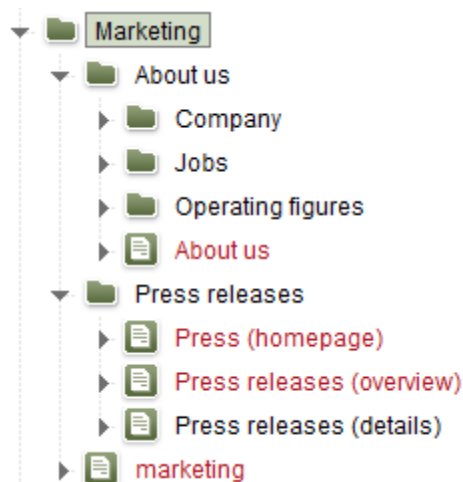 Marketing
About us
Company
Jobs
Operating figures
About us
Press releases
Press (homepage)
Press releases (overview)
Press releases (details)
marketing